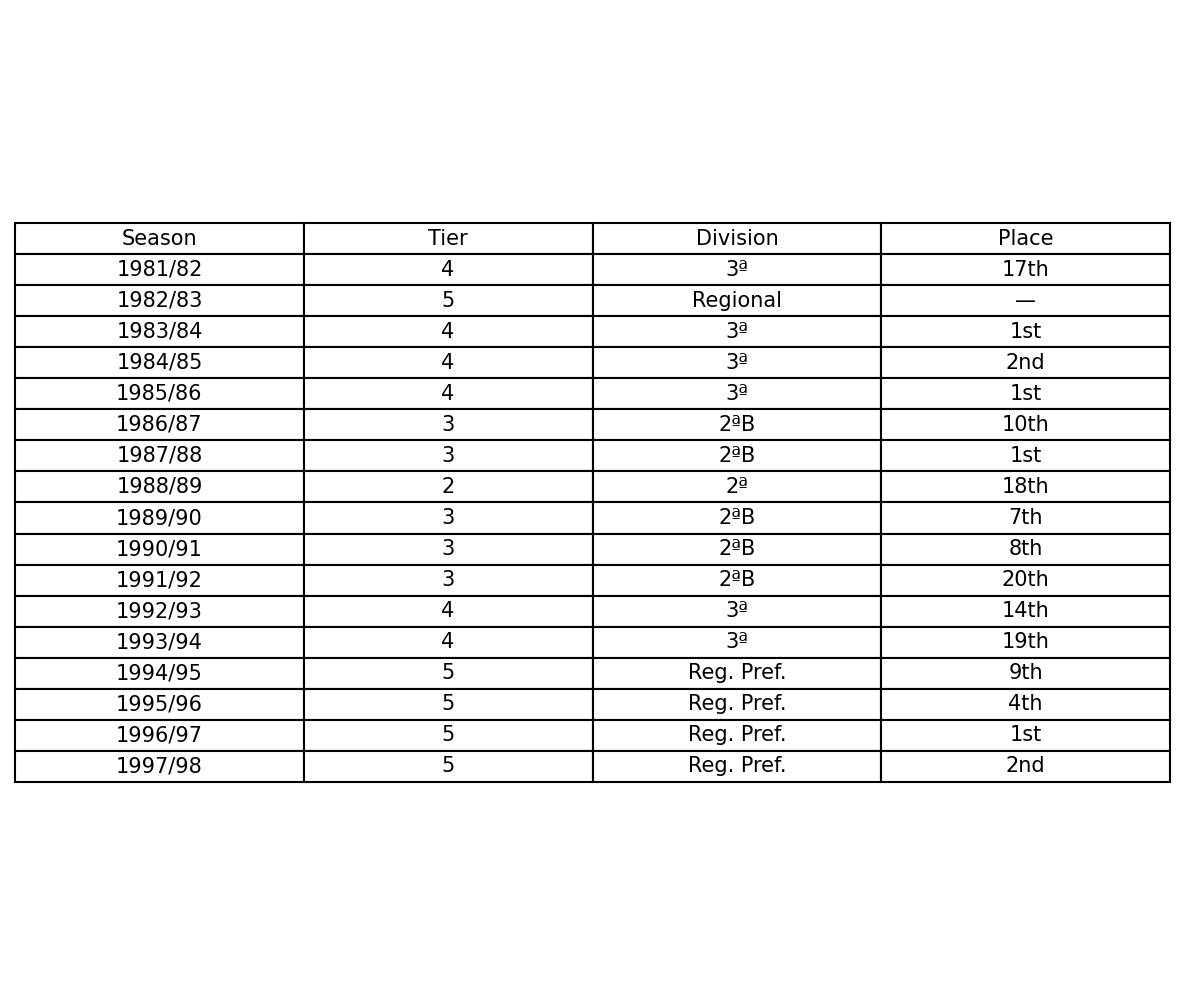 Season Tier Division Place
1981/82 4 3ª 17th
1982/83 5 Regional —
1983/84 4 3ª 1st
1984/85 4 3ª 2nd
1985/86 4 3ª 1st
1986/87 3 2ªB 10th
1987/88 3 2ªB 1st
1988/89 2 2ª 18th
1989/90 3 2ªB 7th
1990/91 3 2ªB 8th
1991/92 3 2ªB 20th
1992/93 4 3ª 14th
1993/94 4 3ª 19th
1994/95 5 Reg. Pref. 9th
1995/96 5 Reg. Pref. 4th
1996/97 5 Reg. Pref. 1st
1997/98 5 Reg. Pref. 2nd